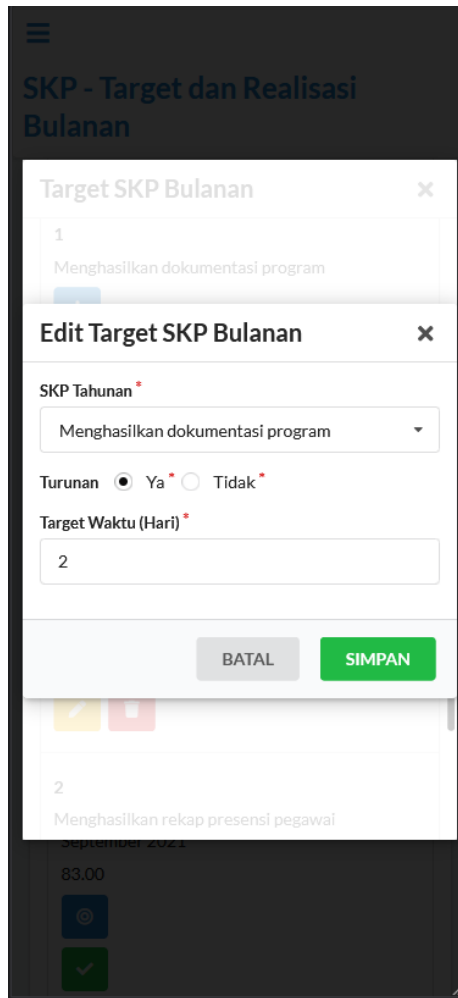 SKP - Target dan Realisasi
Bulanan
Target SKP Bulanan
1
Menghasilkan dokumentasi program
Edit Target SKP Bulanan
SKP Tahunan*
Menghasilkan dokumentasi program
Turunan Ya* Tidak*
Target Waktu (Hari)*
2
BATAL SIMPAN
2
Menghasilkan rekap presensi pegawai
September 2021
83.00